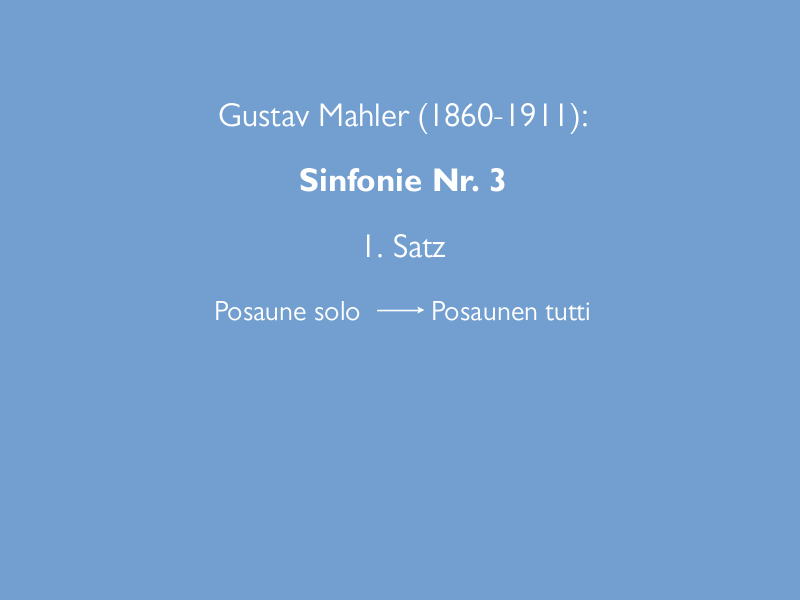 Gustav Mahler (1860-1911):
Sinfonie Nr. 3
1. Satz
Posaune solo ⟶ Posaunen tutti